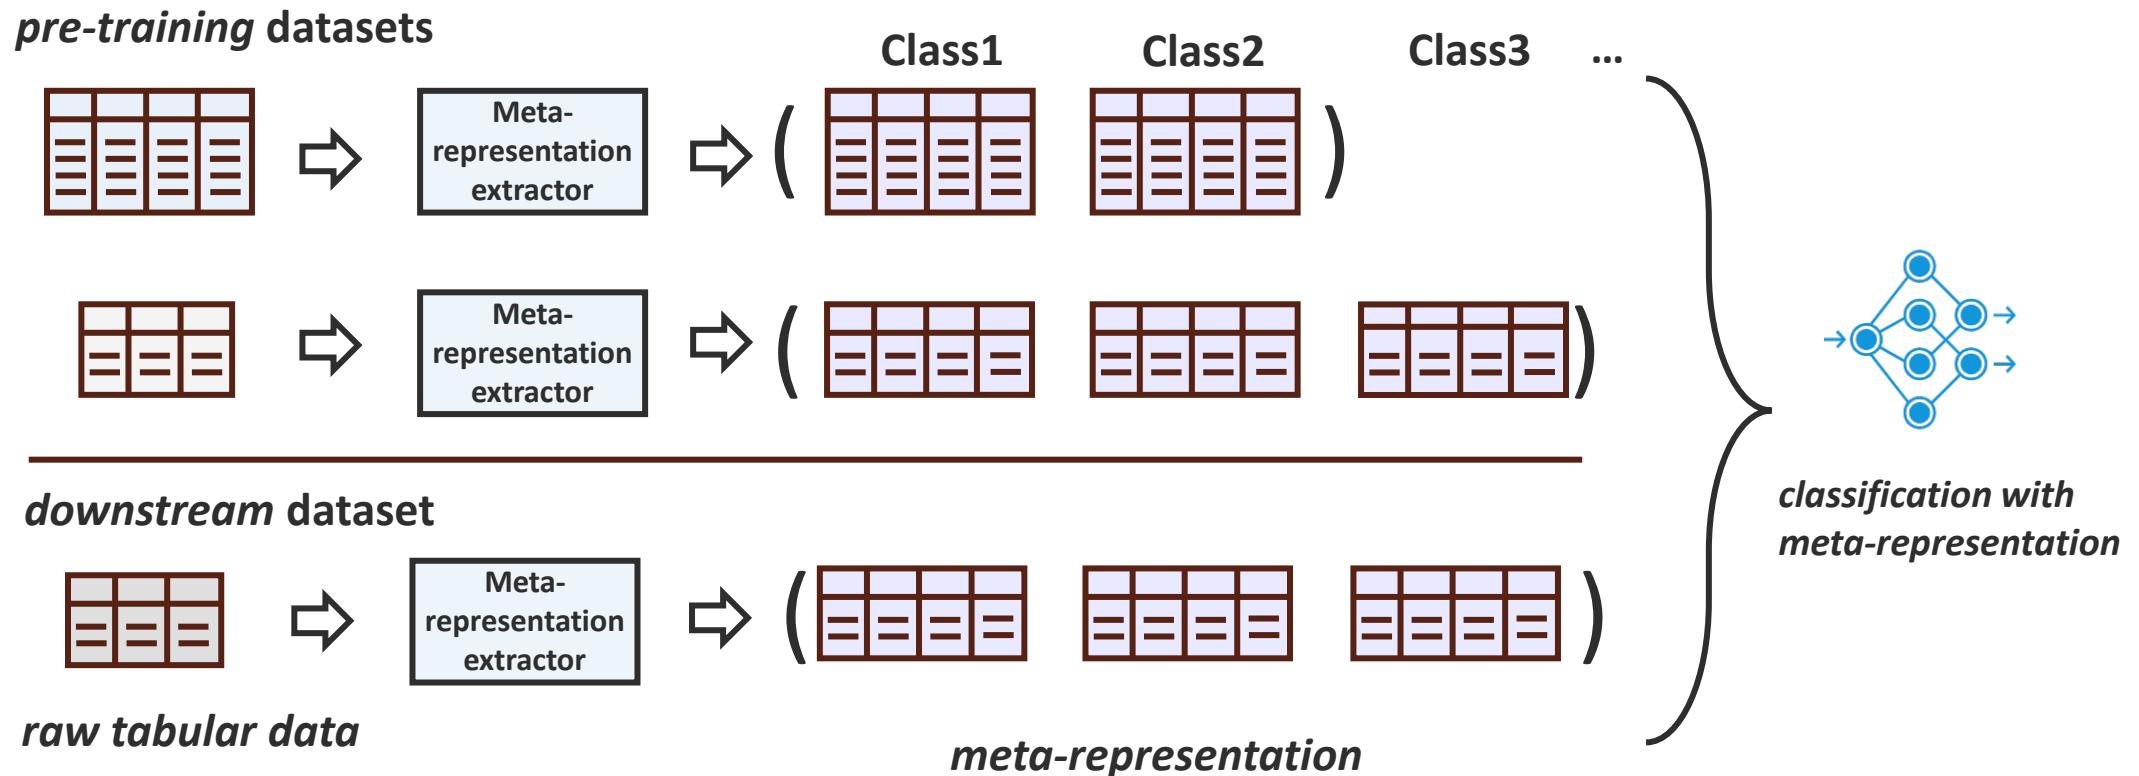 pre-training datasets
Class1 Class2 Class3 ...
Meta-
representation
extractor
(
)
Meta-
representation
extractor
(
)
downstream dataset
classification with
meta-representation
Meta-
representation
extractor
(
)
raw tabular data
meta-representation